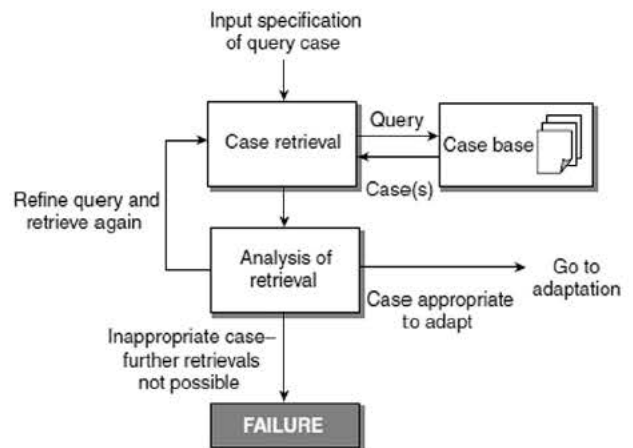 Input specification
of query case
Case retrieval
Query
Case base
Case(s)
Refine query and
retrieve again
Analysis of
retrieval
Case appropriate
to adapt
Go to
adaptation
Inappropriate case–
further retrievals
not possible
FAILURE